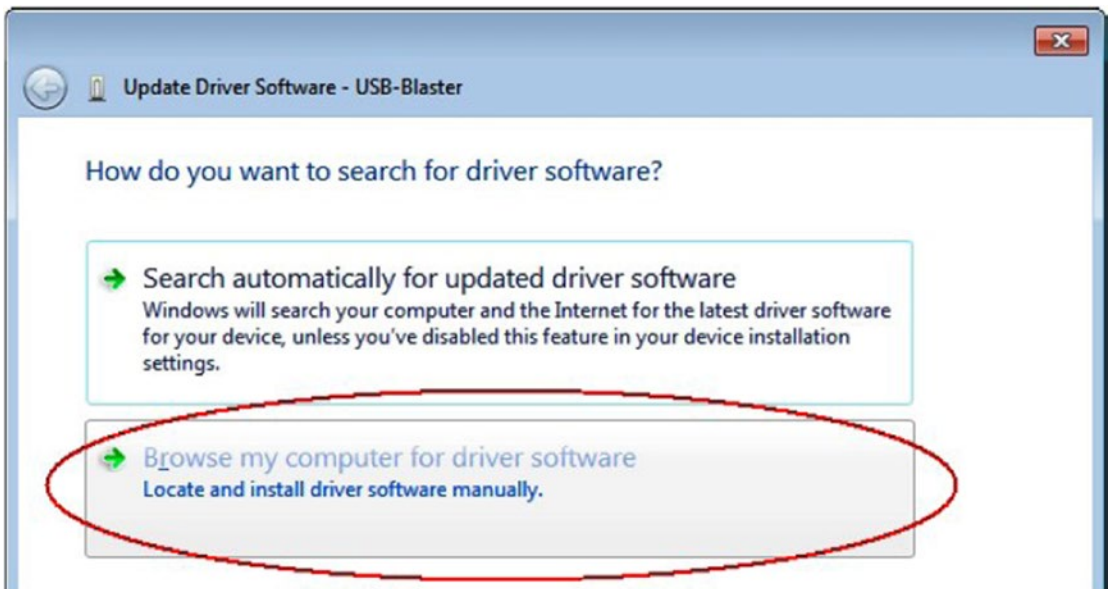 Update Driver Software - USB-Blaster
How do you want to search for driver software?
Search automatically for updated driver software
Windows will search your computer and the Internet for the latest driver software
for your device, unless you've disabled this feature in your device installation
settings.
Browse my computer for driver software
Locate and install driver software manually.